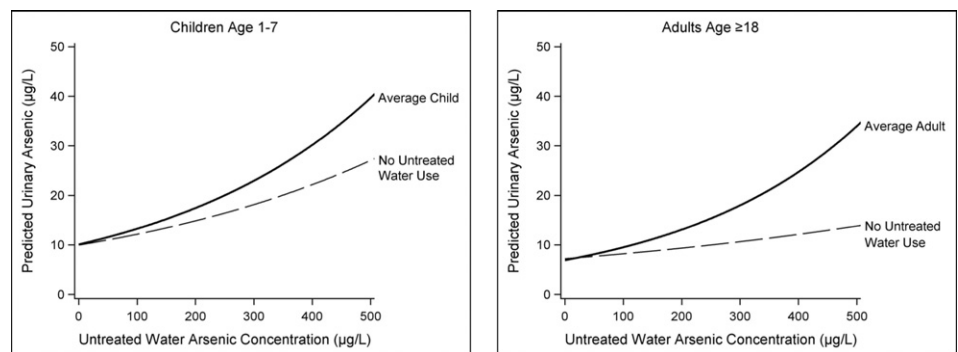 Children Age 1-7
Predicted Urinary Arsenic (µg/L)
50
40
30
20
10
0
Average Child
No Untreated
Water Use
0 100 200 300 400 500
Untreated Water Arsenic Concentration (µg/L)
Adults Age ≥18
Predicted Urinary Arsenic (µg/L)
50
40
30
20
10
0
Average Adult
No Untreated
Water Use
0 100 200 300 400 500
Untreated Water Arsenic Concentration (µg/L)